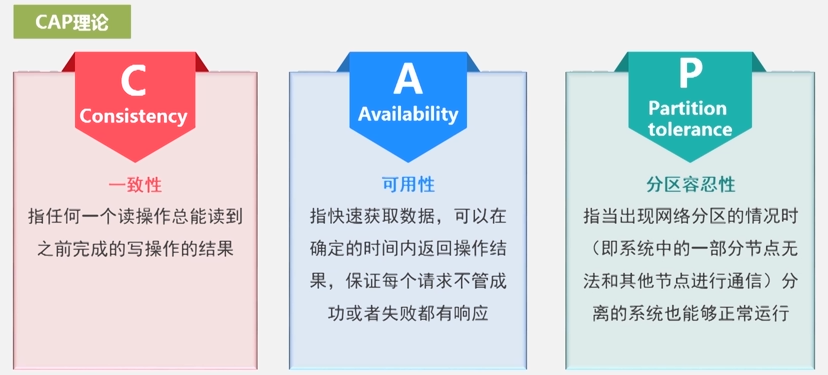 CAP理论
C
Consistency
一致性
指任何一个读操作总能读到
之前完成的写操作的结果
A
Availability
可用性
指快速获取数据，可以在
确定的时间内返回操作结
果，保证每个请求不管成
功或者失败都有响应
P
Partition
tolerance
分区容忍性
指当出现网络分区的情况时
（即系统中的一部分节点无
法和其他节点进行通信）分
离的系统也能够正常运行